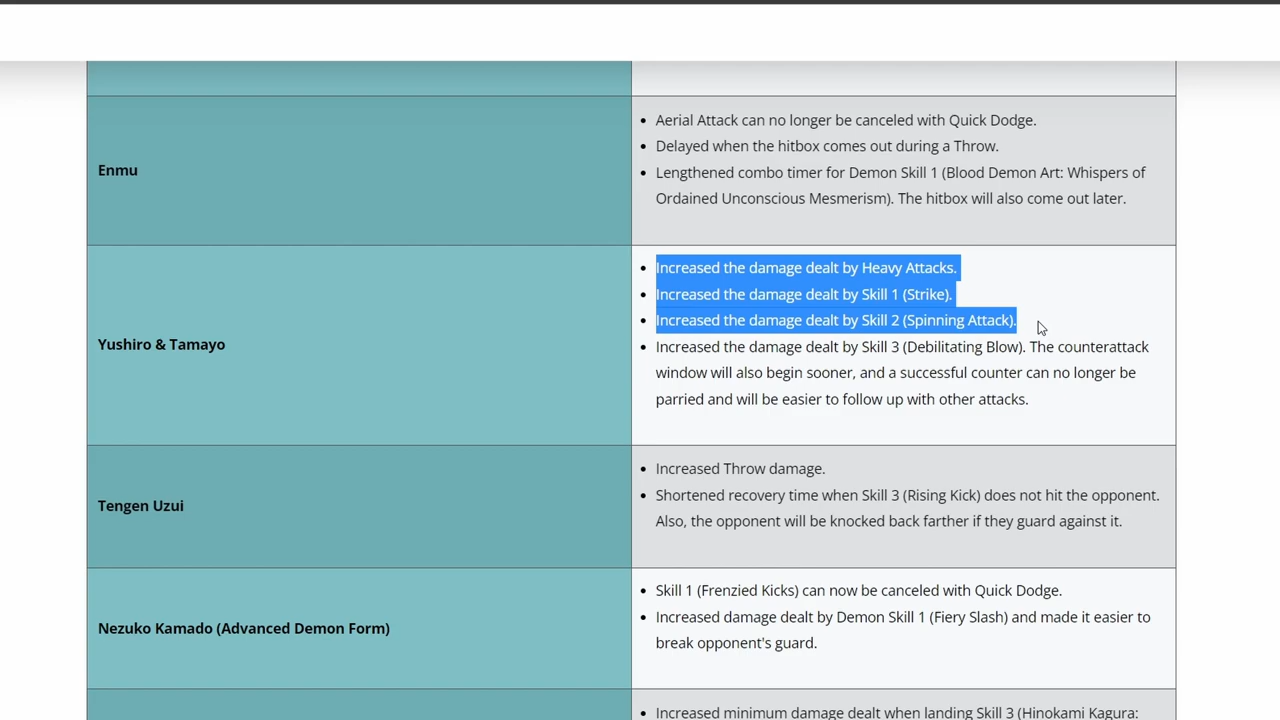 Enmu
Aerial Attack can no longer be canceled with Quick Dodge.
Delayed when the hitbox comes out during a Throw.
Lengthened combo timer for Demon Skill 1 (Blood Demon Art: Whispers of
Ordained Unconscious Mesmerism). The hitbox will also come out later.
Yushiro & Tamayo
Increased the damage dealt by Heavy Attacks.
Increased the damage dealt by Skill 1 (Strike).
Increased the damage dealt by Skill 2 (Spinning Attack).
Increased the damage dealt by Skill 3 (Debilitating Blow). The counterattack
window will also begin sooner, and a successful counter can no longer be
parried and will be easier to follow up with other attacks.
Tengen Uzui
Increased Throw damage.
Shortened recovery time when Skill 3 (Rising Kick) does not hit the opponent.
Also, the opponent will be knocked back farther if they guard against it.
Nezuko Kamado (Advanced Demon Form)
Skill 1 (Frenzied Kicks) can now be canceled with Quick Dodge.
Increased damage dealt by Demon Skill 1 (Fiery Slash) and made it easier to
break opponent's guard.
Increased minimum damage dealt when landing Skill 3 (Hinokami Kagura: